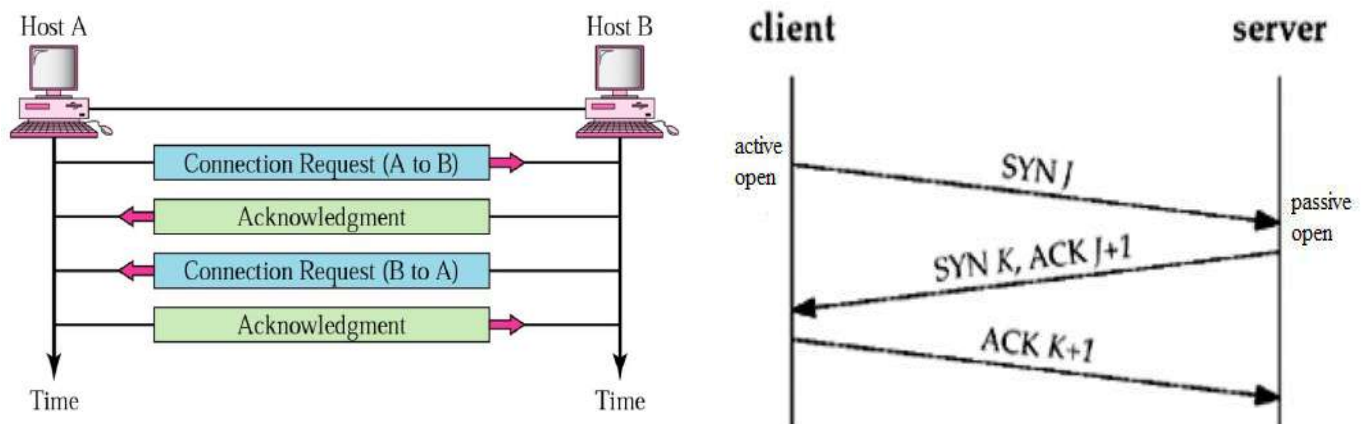 Host A
Host B
Connection Request (A to B)
Acknowledgment
Connection Request (B to A)
Acknowledgment
Time
Time
client
server
active
open
SYN J
passive
open
SYN K, ACK J+1
ACK K+1